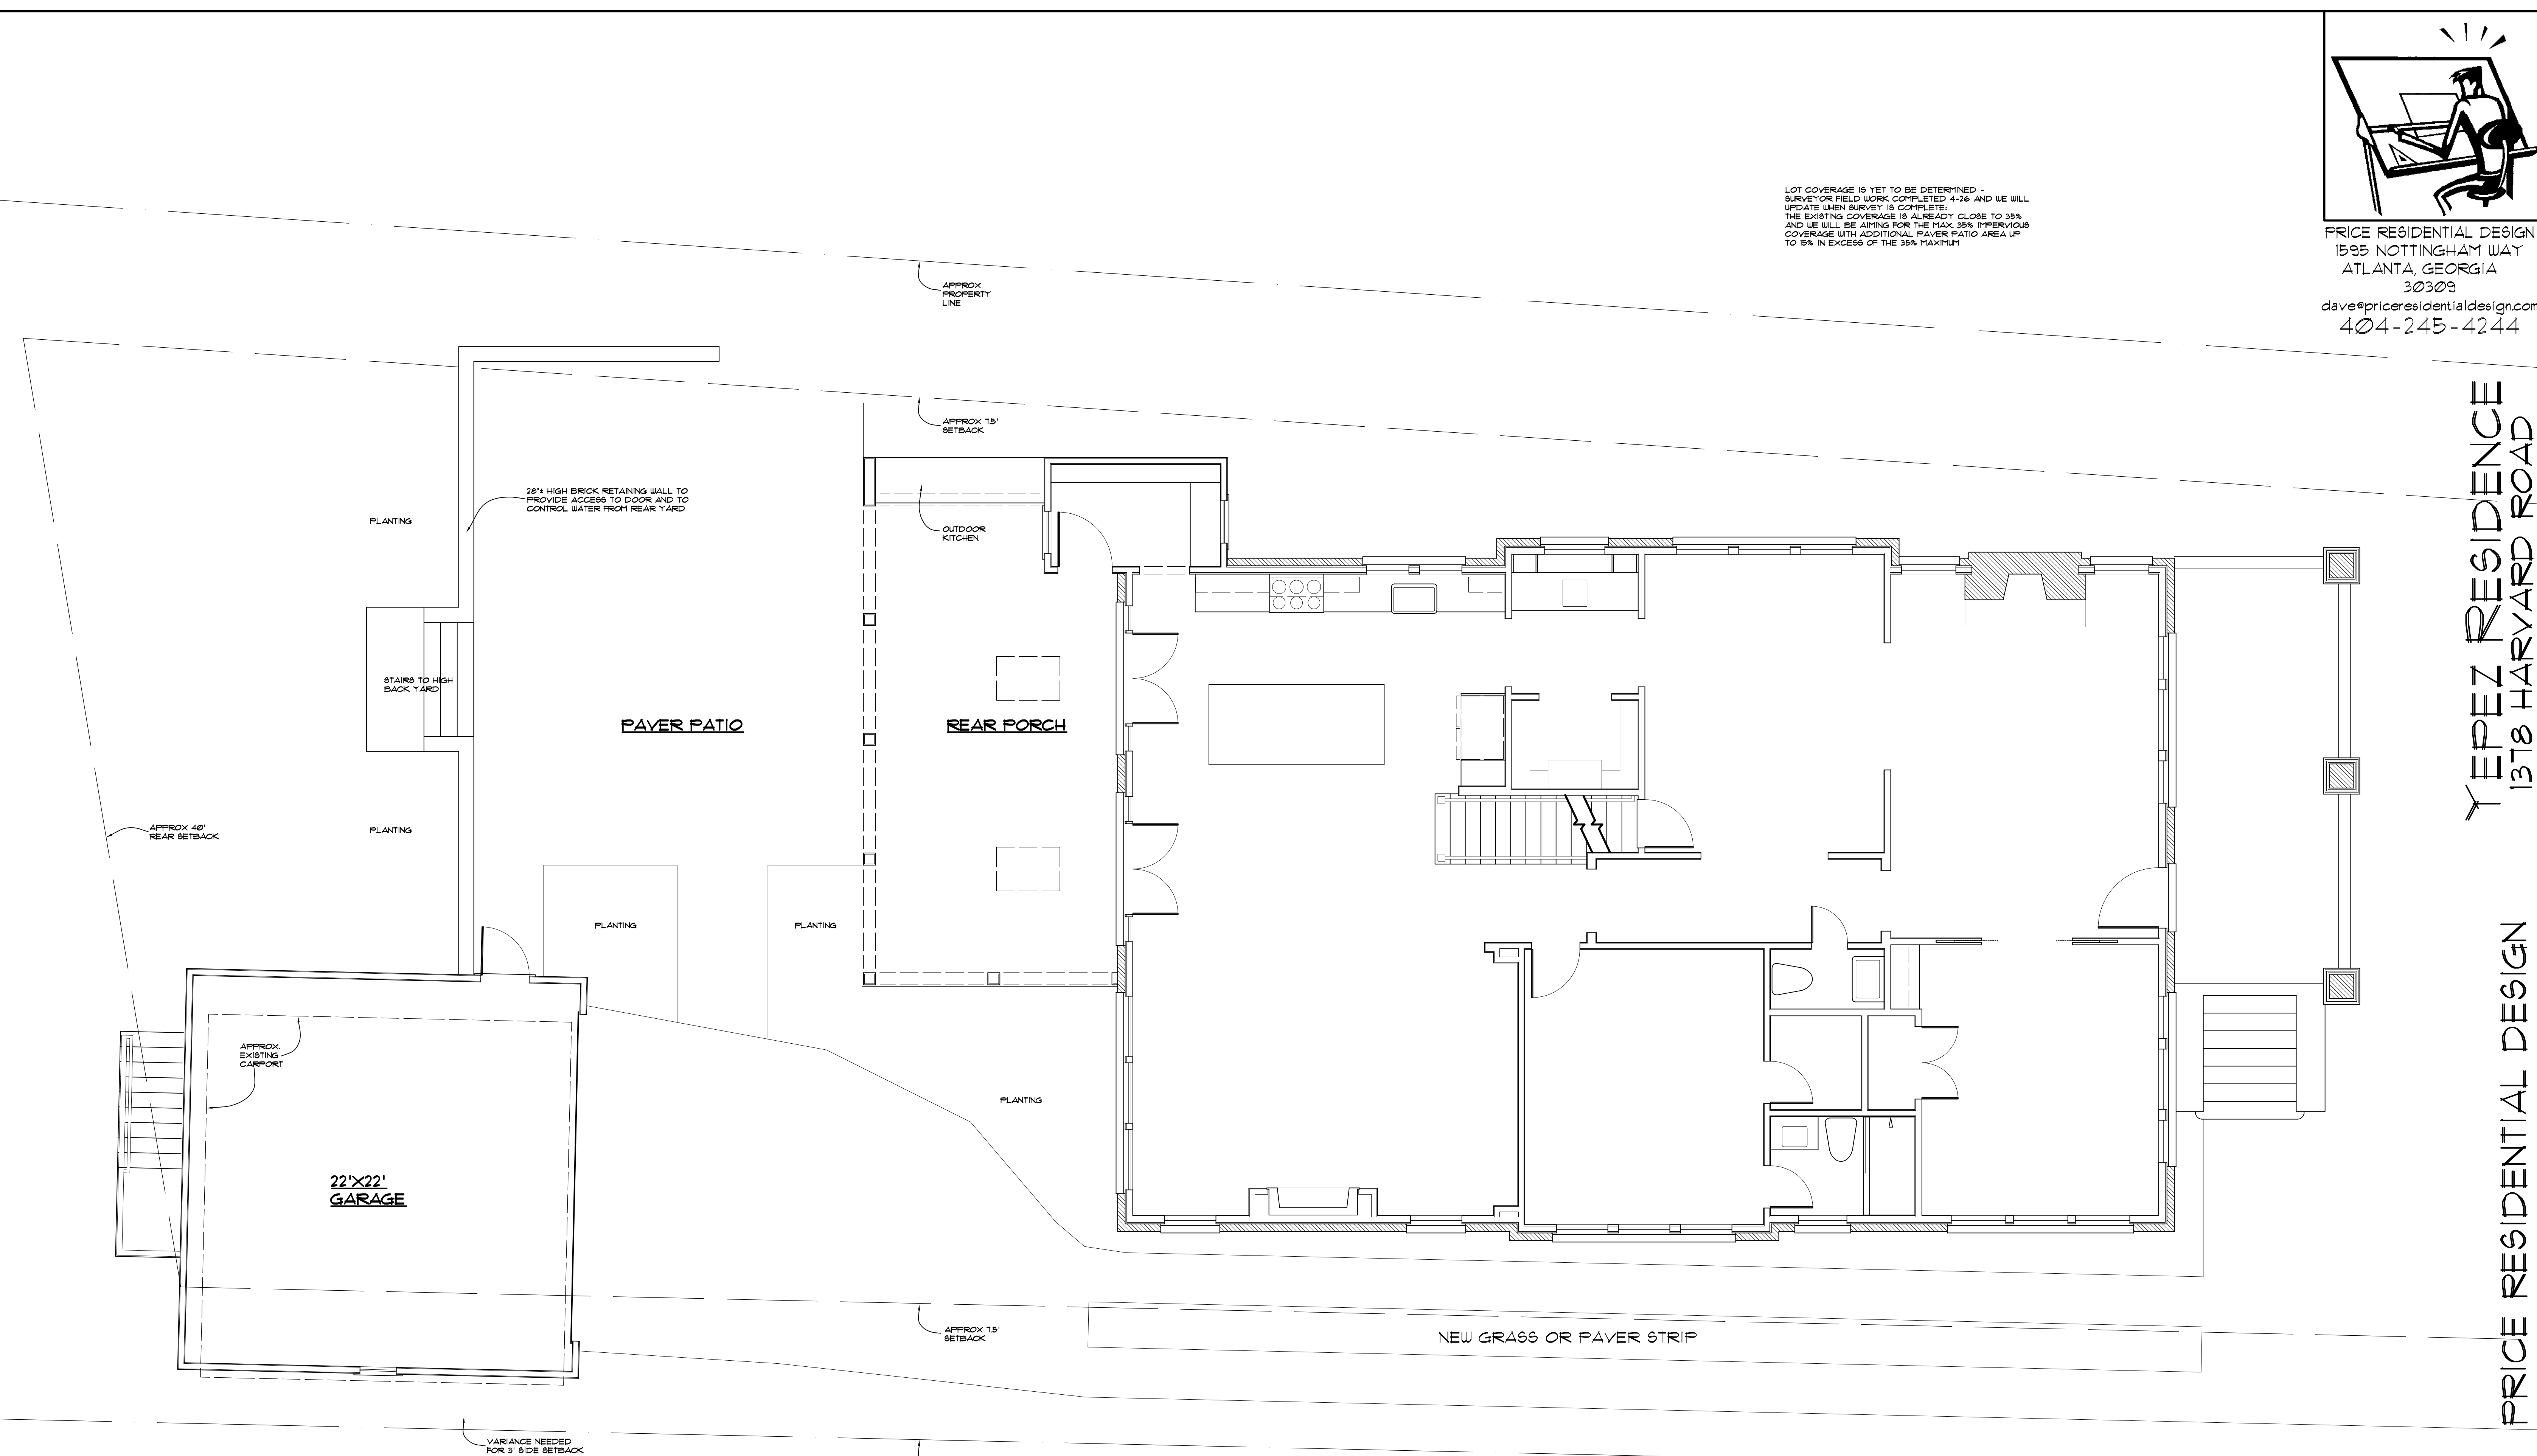 LOT COVERAGE IS YET TO BE DETERMINED -
SURVEYOR FIELD WORK COMPLETED 4-26 AND WE WILL
UPDATE WHEN SURVEY IS COMPLETE:
THE EXISTING COVERAGE IS ALREADY CLOSE TO 35%
AND WE WILL BE AIMING FOR THE MAX. 35% IMPERVIOUS
COVERAGE WITH ADDITIONAL PAVER PATIO AREA UP
TO 15% IN EXCESS OF THE 35% MAXIMUM
PRICE RESIDENTIAL DESIGN
1595 NOTTINGHAM WAY
ATLANTA, GEORGIA
30309
dave@priceresidentialdesign.com
404-245-4244
YEPEZ RESIDENCE
1378 HARVARD ROAD
PRICE RESIDENTIAL DESIGN
APPROX
PROPERTY
LINE
APPROX 7.5'
SETBACK
28"± HIGH BRICK RETAINING WALL TO
PROVIDE ACCESS TO DOOR AND TO
CONTROL WATER FROM REAR YARD
PLANTING
OUTDOOR
KITCHEN
STAIRS TO HIGH
BACK YARD
PAVER PATIO
REAR PORCH
APPROX 40'
REAR SETBACK
PLANTING
PLANTING
PLANTING
APPROX.
EXISTING
CARPORT
PLANTING
22'X22'
GARAGE
APPROX 7.5'
SETBACK
NEW GRASS OR PAVER STRIP
VARIANCE NEEDED
FOR 3' SIDE SETBACK